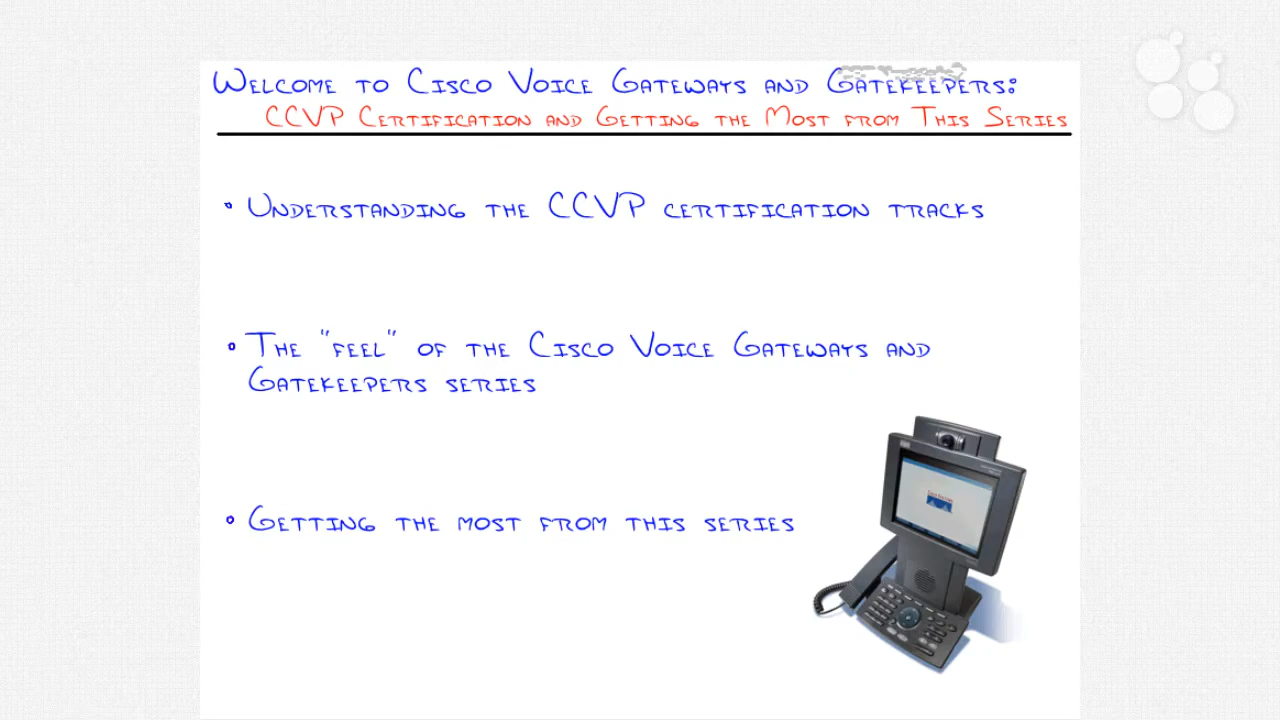 Welcome to Cisco Voice Gateways and Gatekeepers:
CCVP Certification and Getting the Most from This Series
• Understanding the CCVP certification tracks
• The "feel" of the Cisco Voice Gateways and
Gatekeepers series
• Getting the most from this series